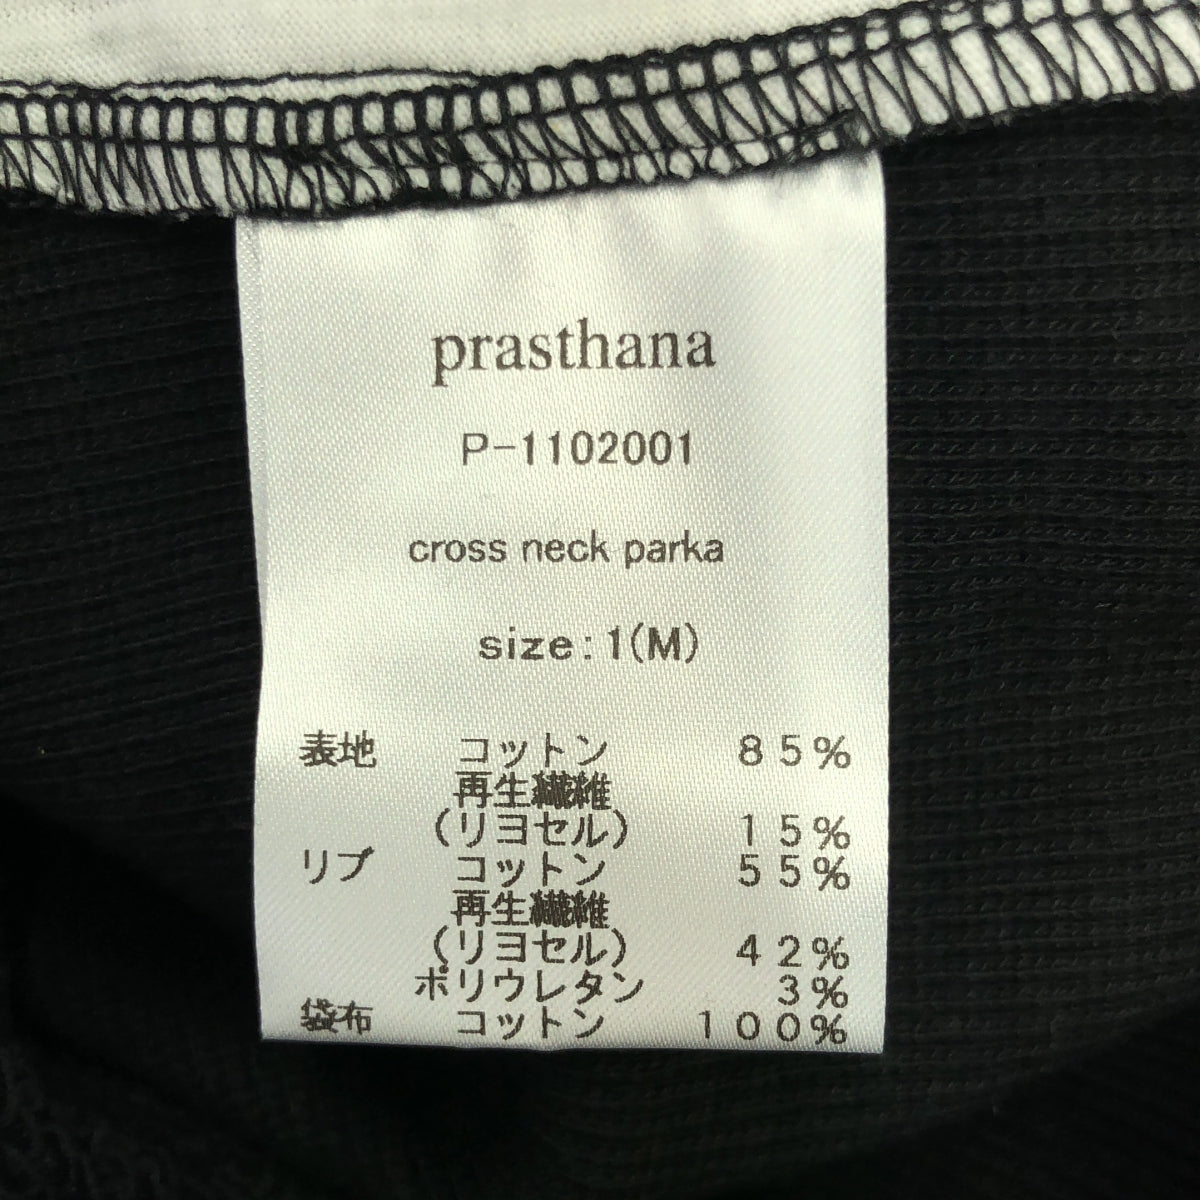 prasthana
P-1102001
cross neck parka
size:1(M)
表地 コットン 85%
再生繊維
(リヨセル) 15%
リブ コットン 55%
再生繊維
(リヨセル) 42%
ポリウレタン 3%
袋布 コットン 100%